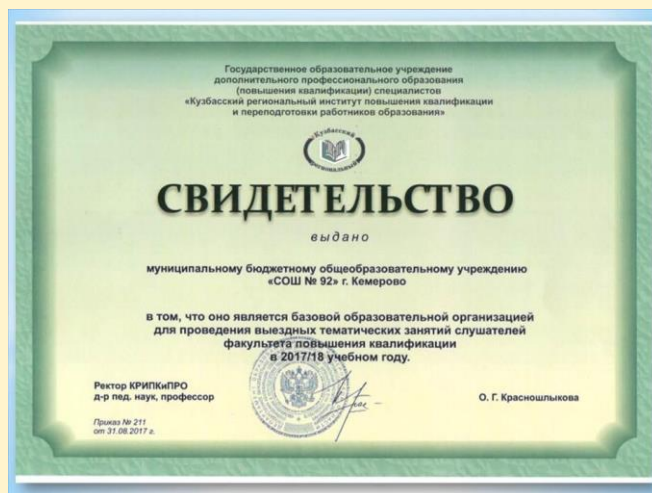 Государственное образовательное учреждение
дополнительного профессионального образования
(повышения квалификации) специалистов
«Кузбасский региональный институт повышения квалификации
и переподготовки работников образования»
Кузбасский
региональный
СВИДЕТЕЛЬСТВО
выдано
муниципальному бюджетному общеобразовательному учреждению
«СОШ № 92» г. Кемерово
в том, что оно является базовой образовательной организацией
для проведения выездных тематических занятий слушателей
факультета повышения квалификации
в 2017/18 учебном году.
Ректор КРИПКиПРО
д-р пед. наук, профессор
О. Г. Красношлыкова
Приказ № 211
от 31.08.2017 г.